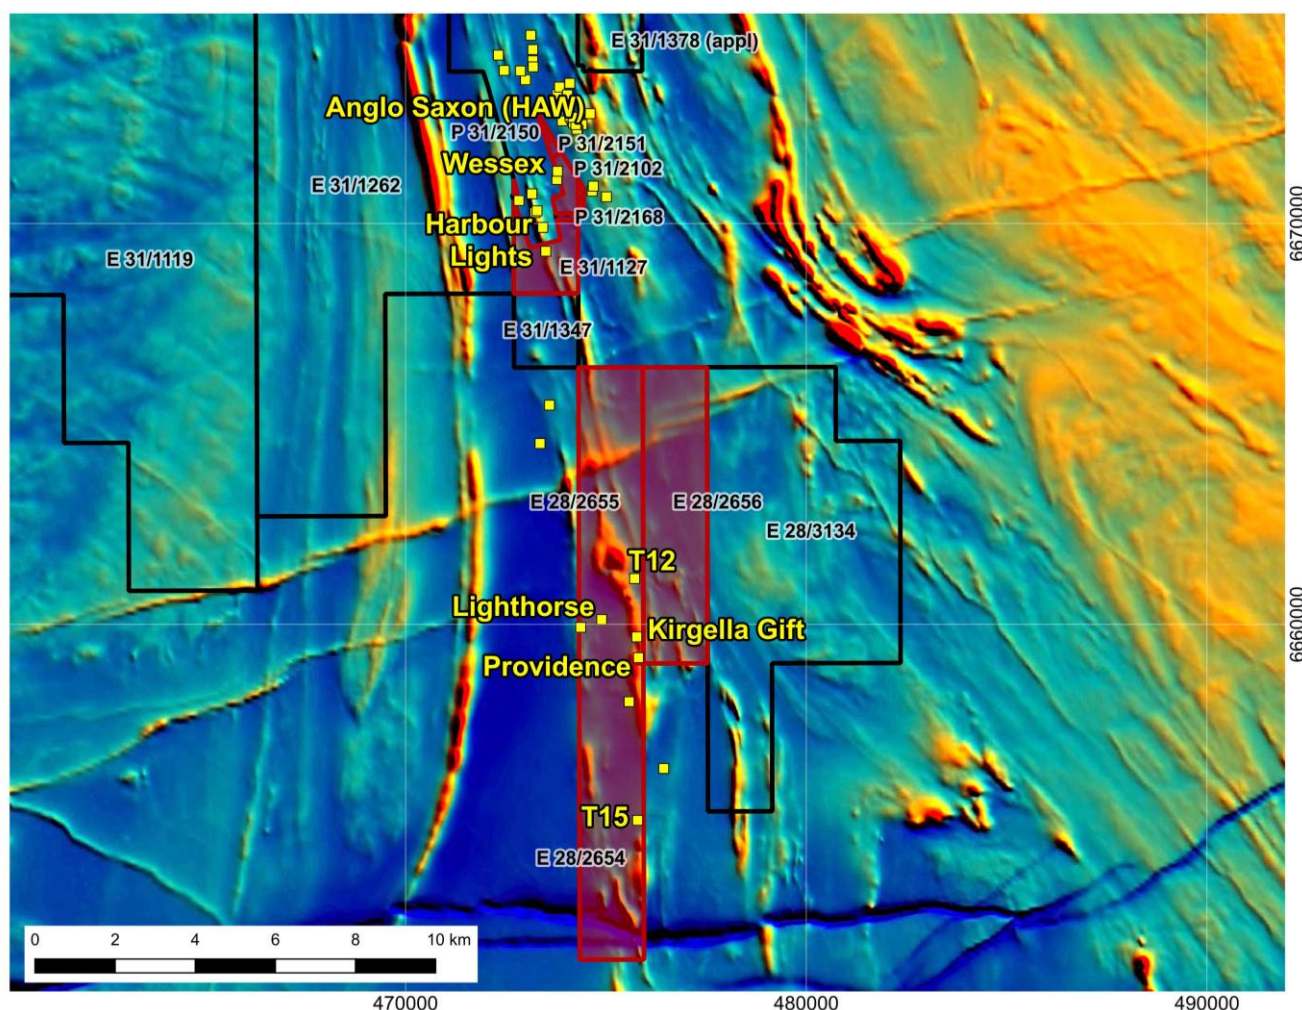 E 31/1378 (appl)
Anglo Saxon (HAW)
P 31/2150
P 31/2151
Wessex
P 31/2102
E 31/1262
P 31/2168
Harbour
Lights
E 31/1119
E 31/1127
6670000
E 31/1347
E 28/2655
E 28/2656
E 28/3134
T12
Lighthorse
Kirgella Gift
6660000
Providence
T15
E 28/2654
0 2 4 6 8 10 km
470000 480000 490000